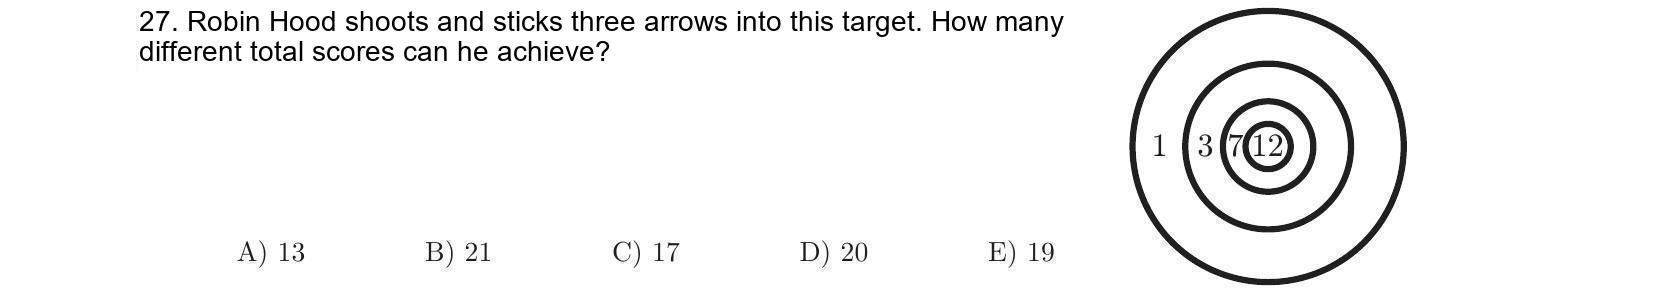 27. Robin Hood shoots and sticks three arrows into this target. How many
different total scores can he achieve?
1 3 7 12
A) 13 B) 21 C) 17 D) 20 E) 19